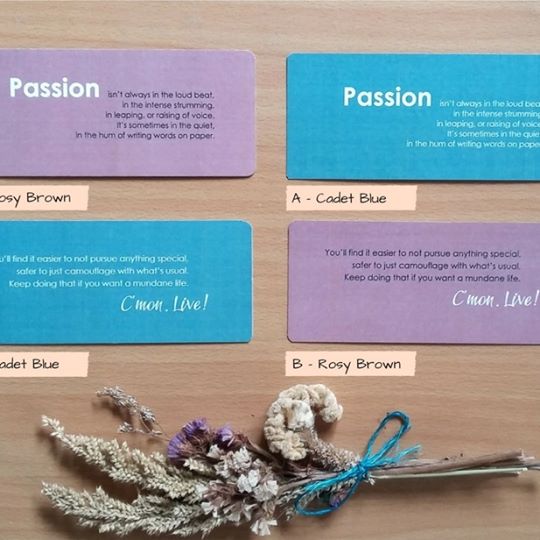 Passion isn't always in the loud beat,
in the intense strumming,
in leaping, or raising of voice.
It's sometimes in the quiet,
in the hum of writing words on paper.
Rosy Brown
Passion isn't always in the loud beat
in the intense strumming
in leaping, or raising of voice
It's sometimes in the quiet
in the hum of writing words on paper
A - Cadet Blue
You'll find it easier to not pursue anything special,
safer to just camouflage with what's usual.
Keep doing that if you want a mundane life.
C'mon. Live!
Cadet Blue
You'll find it easier to not pursue anything special,
safer to just camouflage with what's usual.
Keep doing that if you want a mundane life.
C'mon. Live!
B - Rosy Brown